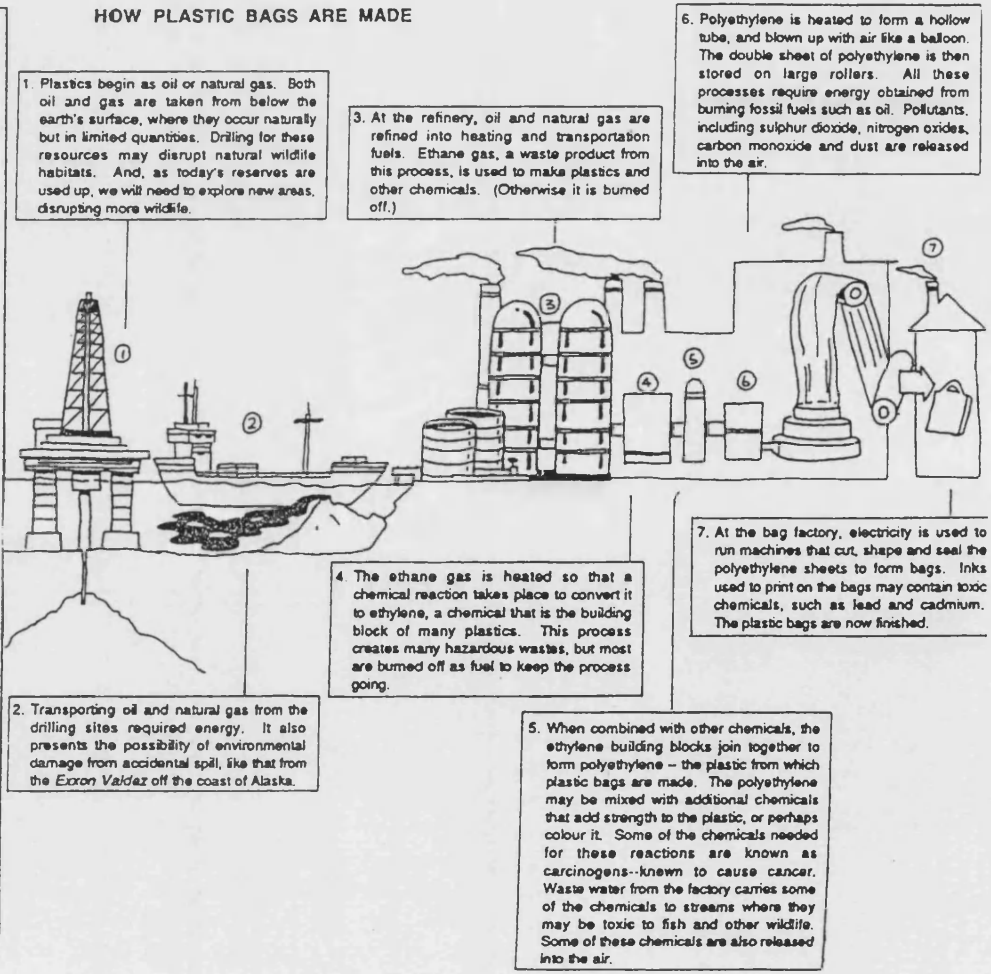 HOW PLASTIC BAGS ARE MADE
1. Plastics begin as oil or natural gas. Both
oil and gas are taken from below the
earth's surface, where they occur naturally
but in limited quantities. Drilling for these
resources may disrupt natural wildlife
habitats. And, as today's reserves are
used up, we will need to explore new areas,
disrupting more wildlife.
2. Transporting oil and natural gas from the
drilling sites required energy. It also
presents the possibility of environmental
damage from accidental spill, like that from
the Exxon Valdez off the coast of Alaska.
3. At the refinery, oil and natural gas are
refined into heating and transportation
fuels. Ethane gas, a waste product from
this process, is used to make plastics and
other chemicals. (Otherwise it is burned
off.)
4. The ethane gas is heated so that a
chemical reaction takes place to convert it
to ethylene, a chemical that is the building
block of many plastics. This process
creates many hazardous wastes, but most
are burned off as fuel to keep the process
going.
5. When combined with other chemicals, the
ethylene building blocks join together to
form polyethylene – the plastic from which
plastic bags are made. The polyethylene
may be mixed with additional chemicals
that add strength to the plastic, or perhaps
colour it. Some of the chemicals needed
for these reactions are known as
carcinogens--known to cause cancer.
Waste water from the factory carries some
of the chemicals to streams where they
may be toxic to fish and other wildlife.
Some of these chemicals are also released
into the air.
6. Polyethylene is heated to form a hollow
tube, and blown up with air like a balloon.
The double sheet of polyethylene is then
stored on large rollers. All these
processes require energy obtained from
burning fossil fuels such as oil. Pollutants,
including sulphur dioxide, nitrogen oxides,
carbon monoxide and dust are released
into the air.
7. At the bag factory, electricity is used to
run machines that cut, shape and seal the
polyethylene sheets to form bags. Inks
used to print on the bags may contain toxic
chemicals, such as lead and cadmium.
The plastic bags are now finished.
1
2
3
4
5
6
7